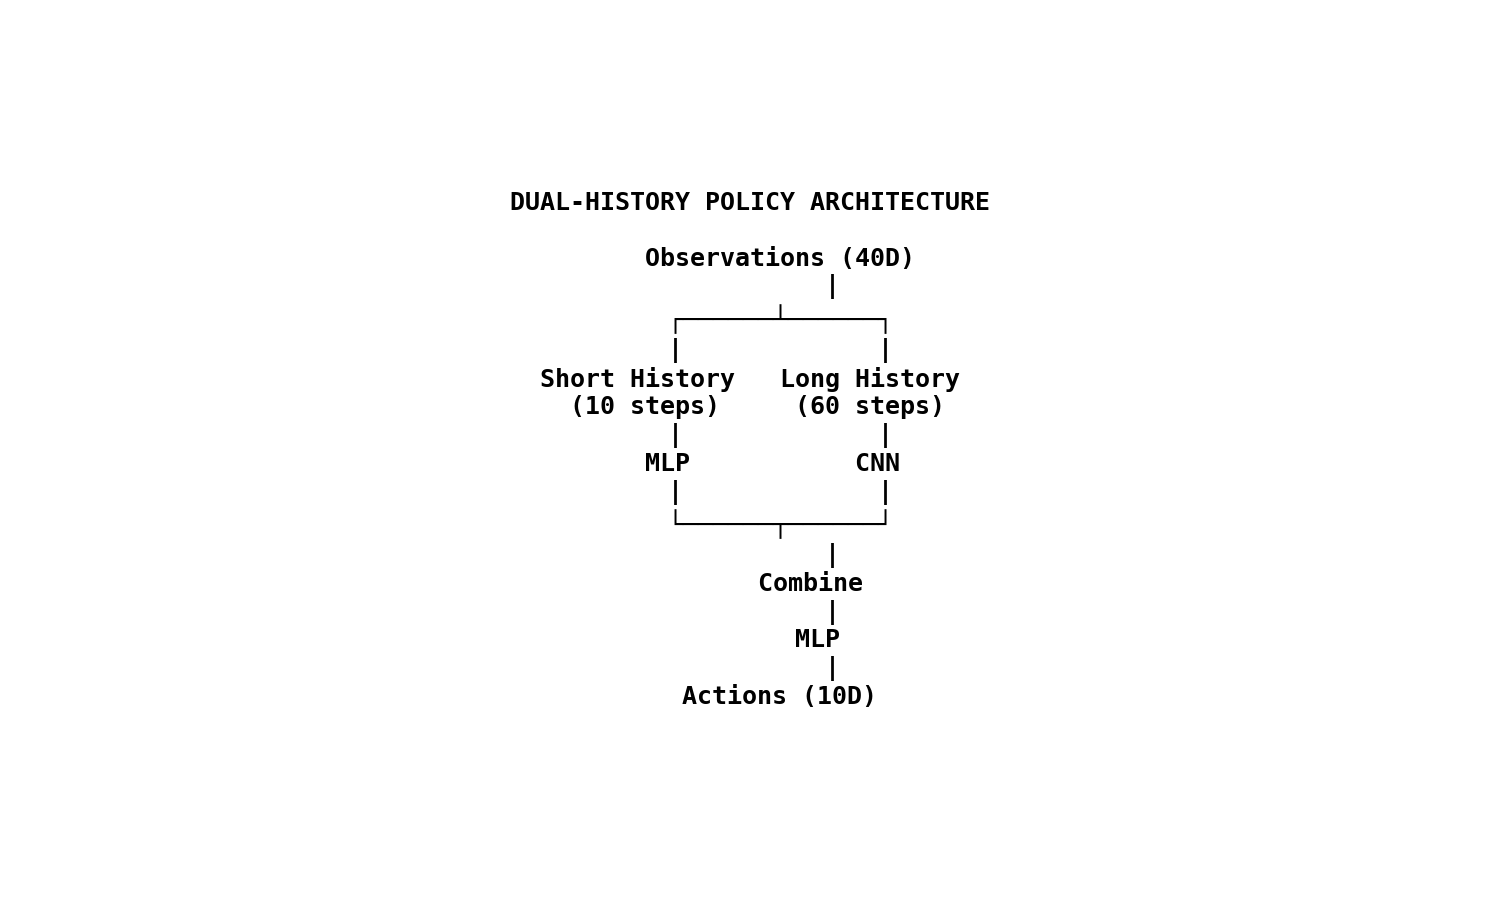 DUAL-HISTORY POLICY ARCHITECTURE
Observations (40D)
Short History Long History
(10 steps) (60 steps)
MLP CNN
Combine
MLP
Actions (10D)